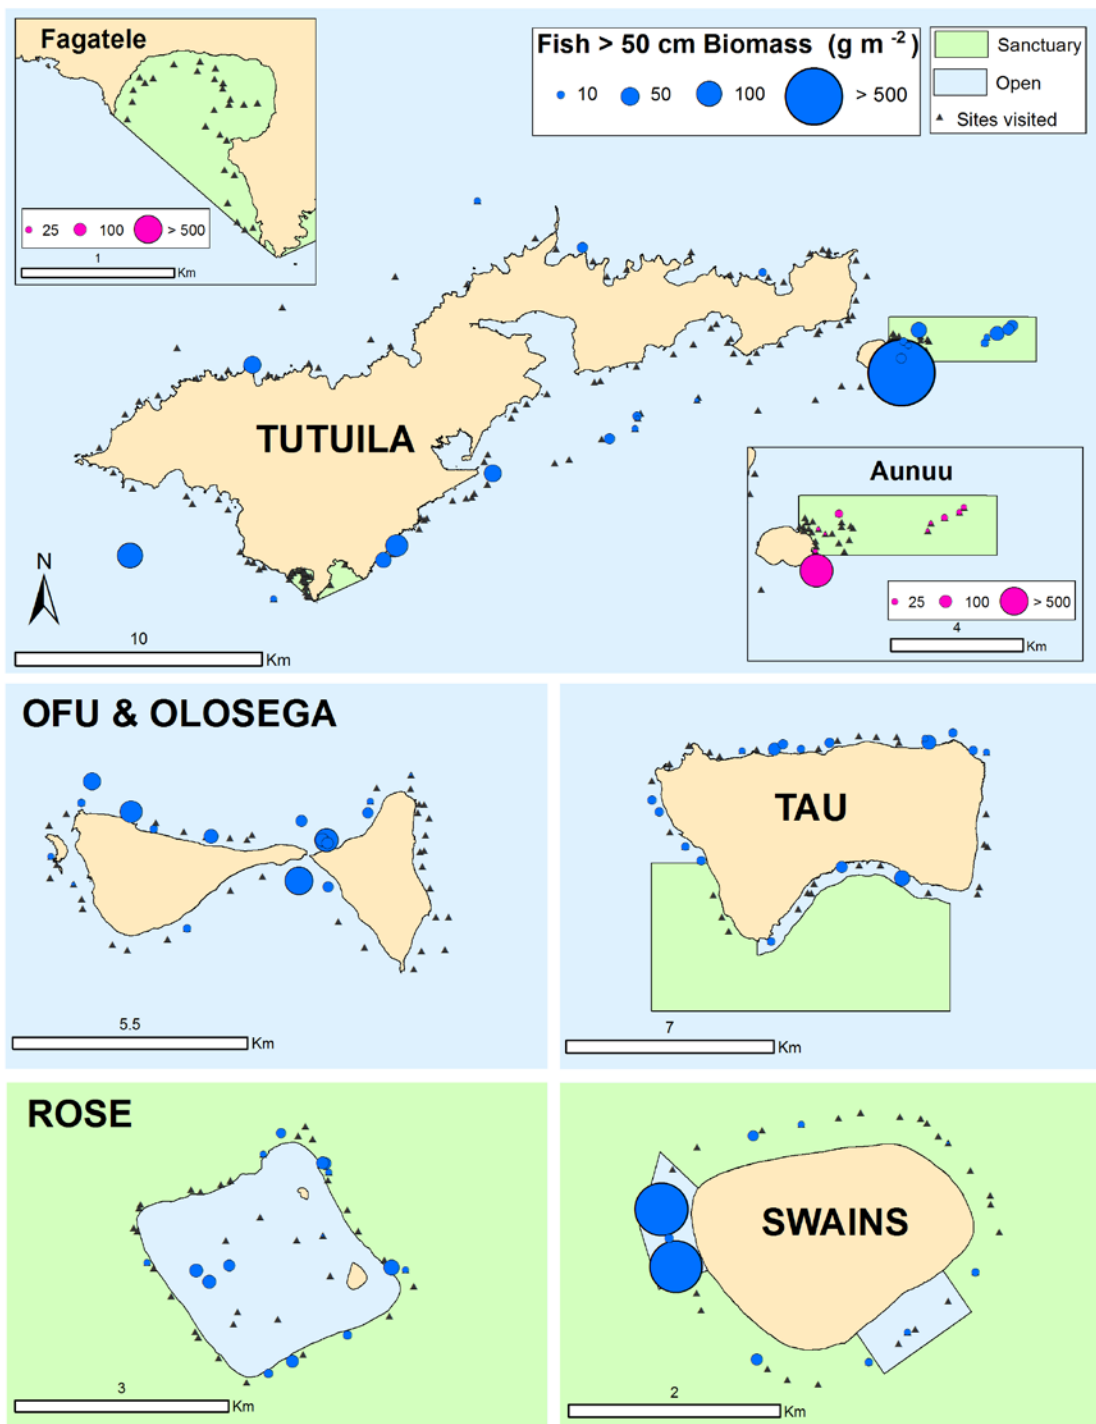 Fagatele
25 100 > 500
1
Km
Fish > 50 cm Biomass (g m -2)
10 50 100 > 500
Sanctuary
Open
Sites visited
TUTUILA
N
10
Km
Aunuu
25 100 > 500
4
Km
OFU & OLOSEGA
5.5
Km
TAU
7
Km
ROSE
3
Km
SWAINS
2
Km